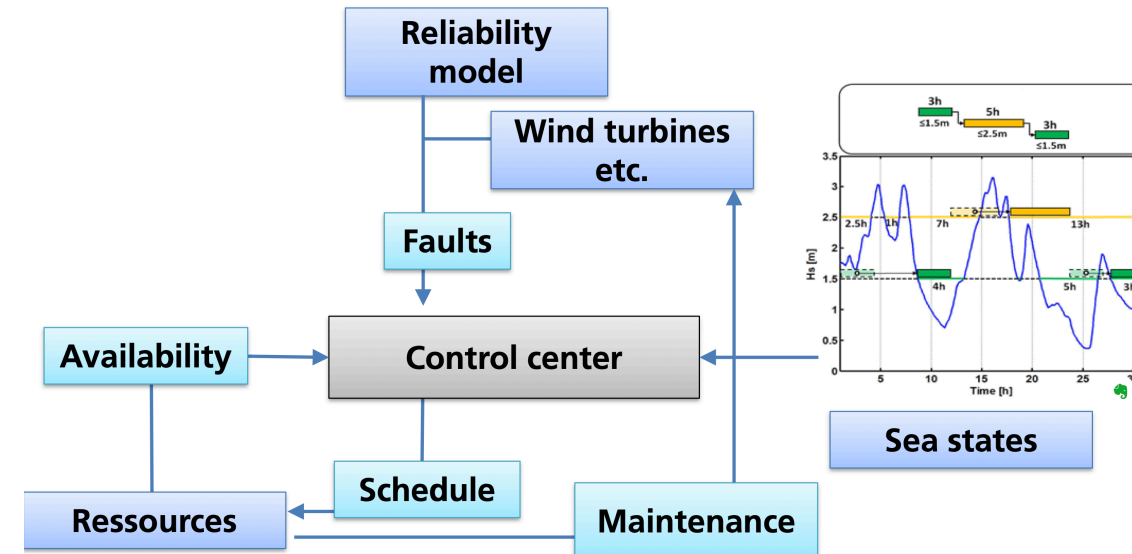 Reliability
model
Wind turbines
etc.
Faults
Availability
Control center
Schedule
Ressources
Maintenance
3h
≤1.5m
5h
≤2.5m
3h
≤1.5m
3.5
3
2.5
2
1.5
1
0.5
0
Hs [m]
2.5h
1h
7h
13h
4h
5h
5
10
15
20
25
Time [h]
Sea states